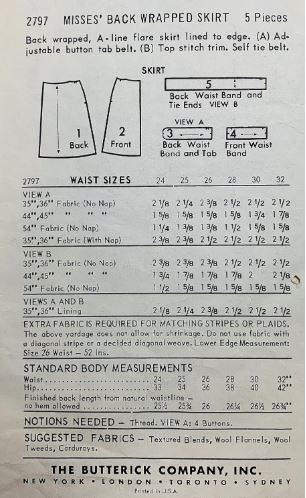 2797 MISSES' BACK WRAPPED SKIRT 5 Pieces
Back wrapped, A-line flare skirt lined to edge. (A) Ad-
justable button tab belt. (B) Top stitch trim. Self tie belt.
SKIRT
1
Back
2
Front
5
Back Waist Band and
Tie Ends VIEW B
VIEW A
3
4
Back Waist
Band and Tab
Front Waist
Band
2797 WAIST SIZES 24 25 26 28 30 32
VIEW A
35",36" Fabric (No Nap) 2 1/8 2 1/4 2 3/8 2 1/2 2 1/2 2 1/2
44",45" " " " 1 5/8 1 5/8 1 5/8 1 5/8 1 3/4 1 7/8
54" Fabric (No Nap) 1 1/4 1 3/8 1 3/8 1 1/2 1 5/8 1 5/8
35",36" Fabric (With Nap) 2 3/8 2 3/8 2 1/2 2 1/2 2 1/2 2 1/2
VIEW B
35",36" Fabric (No Nap) 2 3/8 2 3/8 2 3/8 2 1/2 2 1/2 2 1/2
44",45" " " " 1 3/4 1 7/8 1 7/8 1 7/8 2 2 1/8
54" Fabric (No Nap) 1 1/2 1 5/8 1 5/8 1 5/8 1 5/8 1 5/8
VIEWS A AND B
35",36" Lining 2 1/8 2 1/4 2 3/8 2 1/2 2 1/2 2 1/2
EXTRA FABRIC IS REQUIRED FOR MATCHING STRIPES OR PLAIDS.
The above yardage does not allow for shrinkage. Do not use fabric with
a diagonal stripe or a decided diagonal weave. Lower Edge Measurement:
Size 26 Waist - 52 Ins.
STANDARD BODY MEASUREMENTS
Waist 24 25 26 28 30 32"
Hip 33 34 36 38 40 42"
Finished back length from natural waistline -
no hem allowed 25½ 25¾ 26 26¼ 26½ 26¾"
NOTIONS NEEDED - Thread. VIEW A: 4 Buttons.
SUGGESTED FABRICS - Textured Blends, Wool Flannels, Wool
Tweeds, Corduroys.
THE BUTTERICK COMPANY, INC.
NEW YORK • LONDON • TORONTO • SYDNEY
Printed in U.S.A.